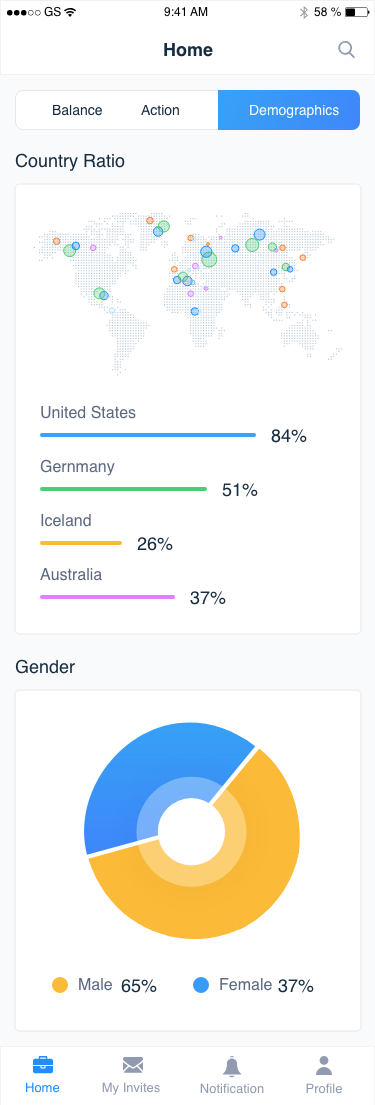 GS 9:41 AM 58 %
Home
Balance Action Demographics
Country Ratio
United States
84%
Gernmany
51%
Iceland
26%
Australia
37%
Gender
Male 65% Female 37%
Home My Invites Notification Profile